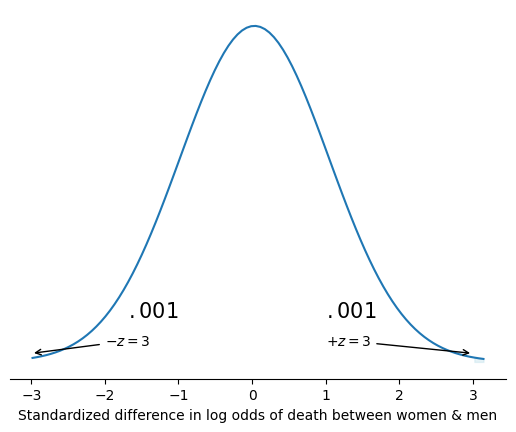 .001 .001
−z = 3 +z = 3
−3 −2 −1 0 1 2 3
Standardized difference in log odds of death between women & men